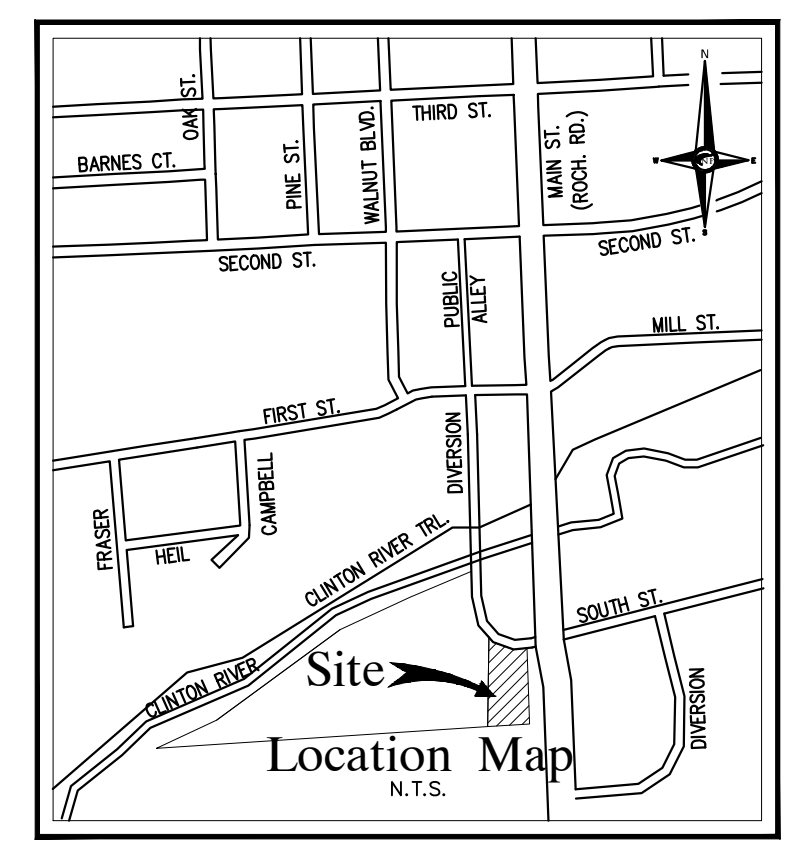 N
OAK ST.
THIRD ST.
WALNUT BLVD.
PINE ST.
MAIN ST.
(ROCH. RD.)
BARNES CT.
W
E
S
SECOND ST.
SECOND ST.
PUBLIC
ALLEY
MILL ST.
FIRST ST.
DIVERSION
CAMPBELL
FRASER
HEIL
CLINTON RIVER TRL.
SOUTH ST.
CLINTON RIVER
Site
DIVERSION
Location Map
N.T.S.